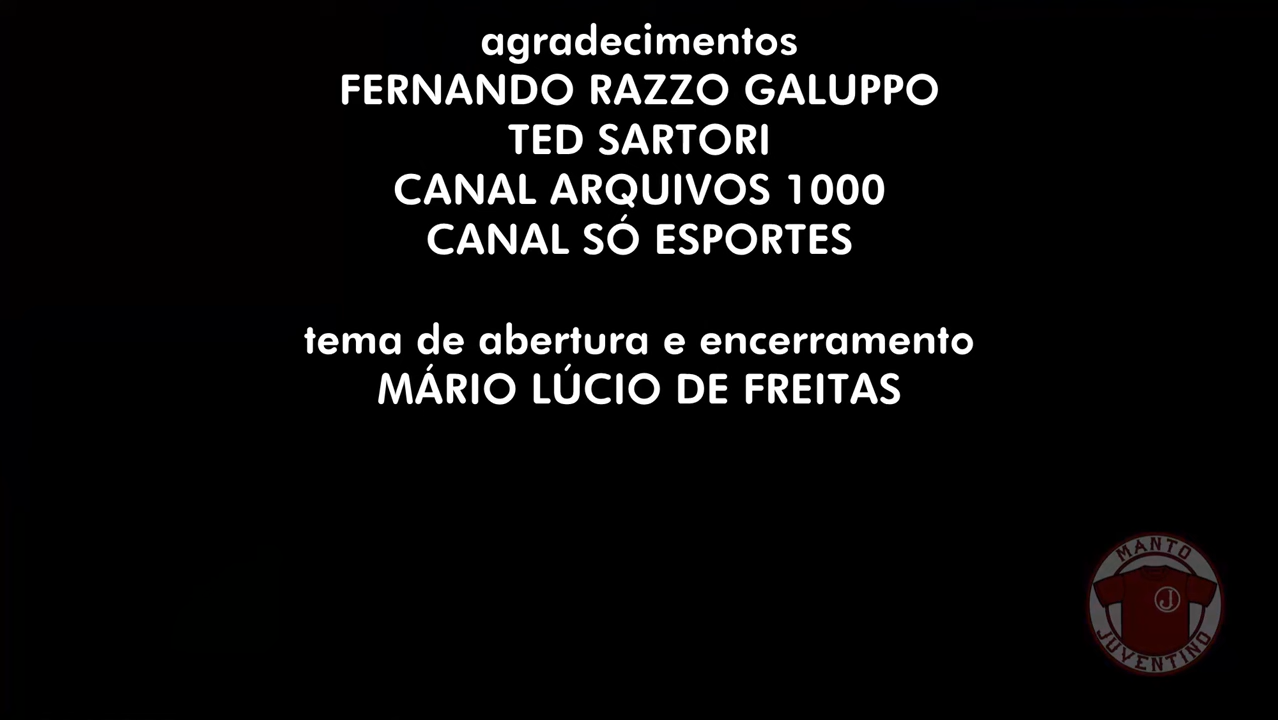 agradecimentos
FERNANDO RAZZO GALUPPO
TED SARTORI
CANAL ARQUIVOS 1000
CANAL SÓ ESPORTES
tema de abertura e encerramento
MÁRIO LÚCIO DE FREITAS
MANTO
J
JUVENTINO